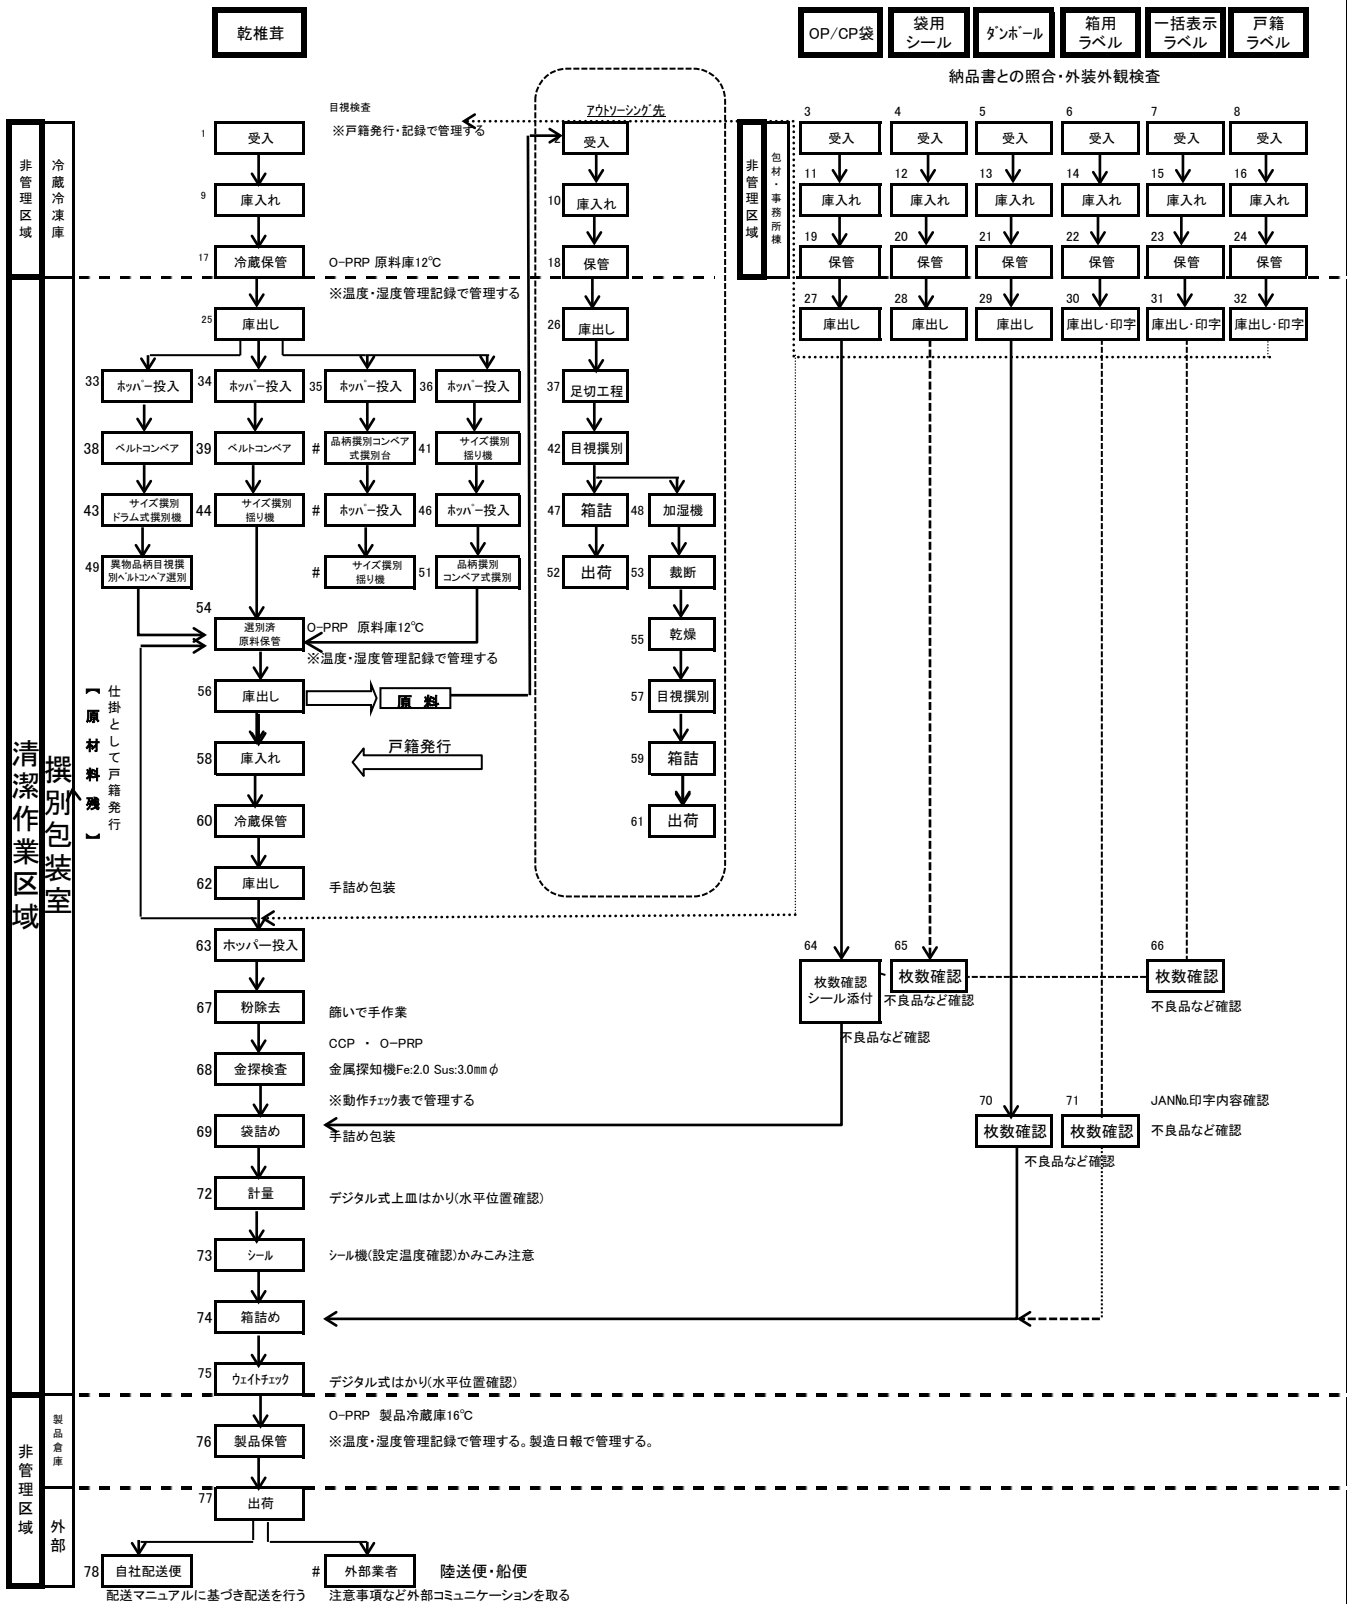 乾椎茸
OP/CP袋
袋用
シール
ダンボール
箱用
ラベル
一括表示
ラベル
戸籍
ラベル
納品書との照合・外装外観検査
目視検査
アウトソーシング先
※戸籍発行・記録で管理する
非管理区域
冷蔵冷凍庫
非管理区域
包材・事務所棟
1 受入
2 受入
3 受入
4 受入
5 受入
6 受入
7 受入
8 受入
9 庫入れ
10 庫入れ
11 庫入れ
12 庫入れ
13 庫入れ
14 庫入れ
15 庫入れ
16 庫入れ
17 冷蔵保管
O-PRP 原料庫12℃
18 保管
19 保管
20 保管
21 保管
22 保管
23 保管
24 保管
※温度・湿度管理記録で管理する
25 庫出し
26 庫出し
27 庫出し
28 庫出し
29 庫出し
30 庫出し・印字
31 庫出し・印字
32 庫出し・印字
33 ホッパー投入
34 ホッパー投入
35 ホッパー投入
36 ホッパー投入
37 足切工程
38 ベルトコンベア
39 ベルトコンベア
# 品柄撰別コンベア
式撰別台
41 サイズ撰別
揺り機
42 目視撰別
43 サイズ撰別
ドラム式撰別機
44 サイズ撰別
揺り機
# ホッパー投入
46 ホッパー投入
47 箱詰
48 加湿機
49 異物品柄目視撰
別ベルトコンベア選別
# サイズ撰別
揺り機
51 品柄撰別
コンベア式撰別
52 出荷
53 裁断
54 選別済
原料保管
O-PRP 原料庫12℃
※温度・湿度管理記録で管理する
55 乾燥
56 庫出し
原 料
57 目視撰別
58 庫入れ
戸籍発行
59 箱詰
60 冷蔵保管
61 出荷
62 庫出し
手詰め包装
清潔作業区域
撰別包装室
【原材料残】
仕掛として戸籍発行
へ
63 ホッパー投入
64 枚数確認
シール添付
65 枚数確認
66 枚数確認
不良品など確認
不良品など確認
不良品など確認
67 粉除去
篩いで手作業
CCP ・ O-PRP
68 金探検査
金属探知機Fe:2.0 Sus:3.0㎜φ
※動作チェック表で管理する
69 袋詰め
手詰め包装
70 枚数確認
71 枚数確認
JAN№印字内容確認
不良品など確認
不良品など確認
72 計量
デジタル式上皿はかり(水平位置確認)
73 シール
シール機(設定温度確認)かみこみ注意
74 箱詰め
75 ウェイトチェック
デジタル式はかり(水平位置確認)
非管理区域
製品倉庫
外部
O-PRP 製品冷蔵庫16℃
76 製品保管
※温度・湿度管理記録で管理する。製造日報で管理する。
77 出荷
78 自社配送便
# 外部業者
陸送便・船便
配送マニュアルに基づき配送を行う
注意事項など外部コミュニケーションを取る